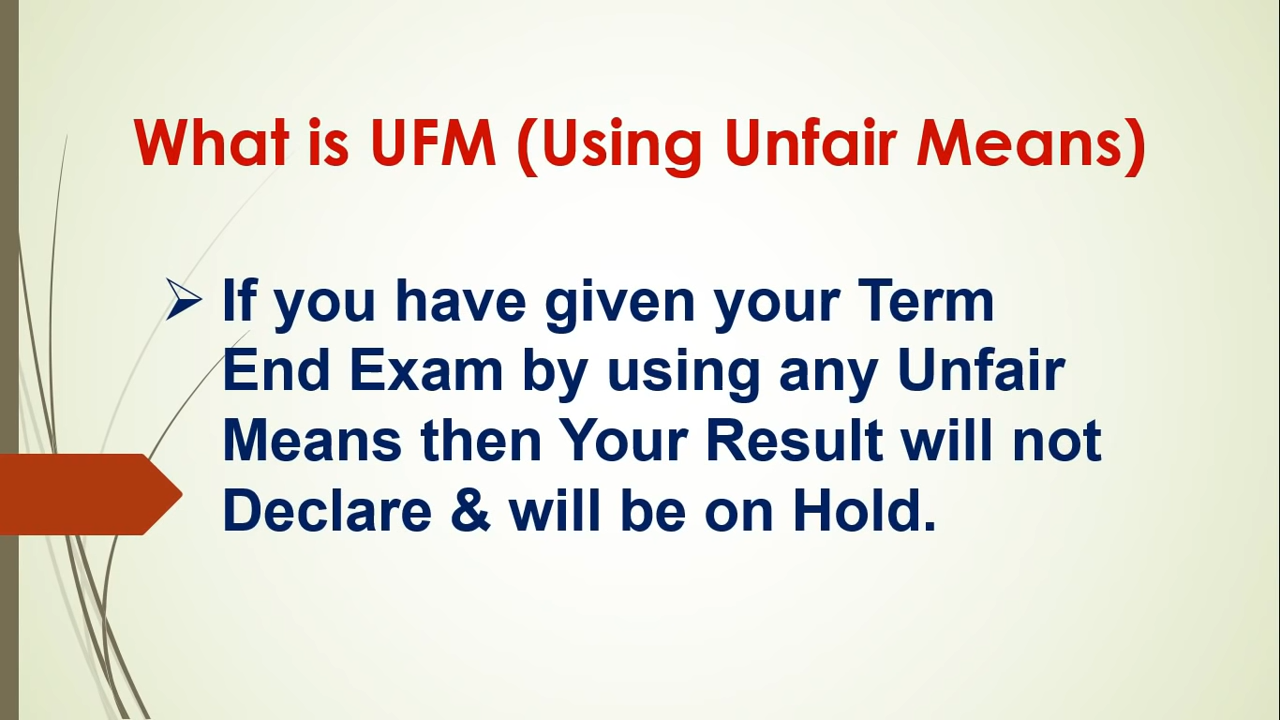 What is UFM (Using Unfair Means)
If you have given your Term
End Exam by using any Unfair
Means then Your Result will not
Declare & will be on Hold.